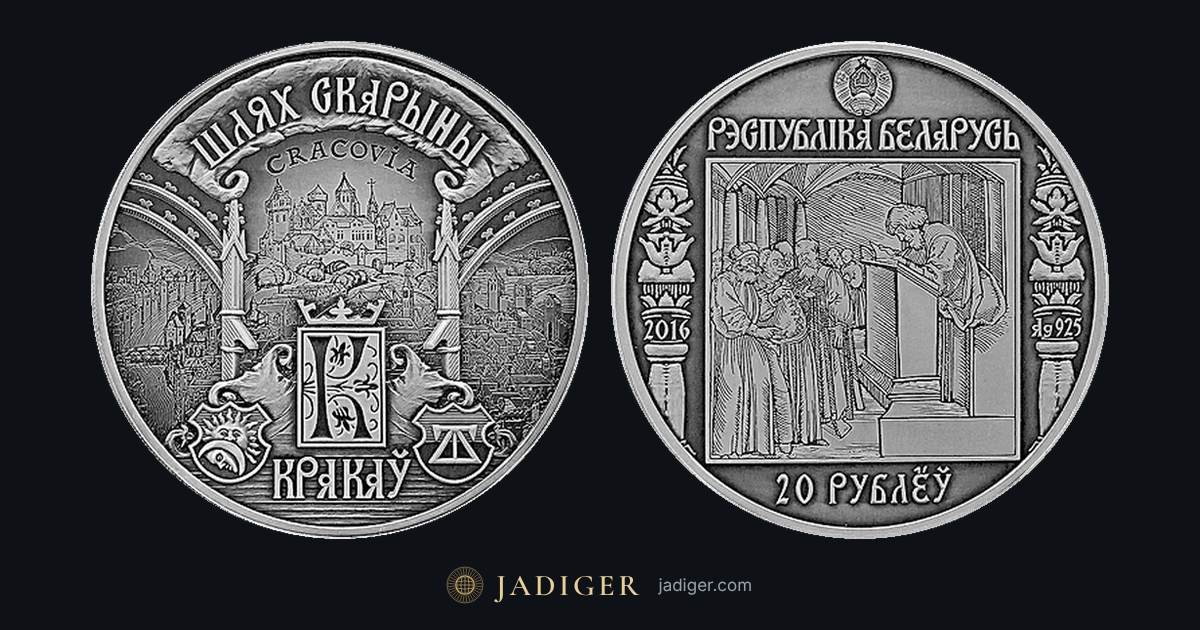 ШЛЯХ СКАРЫНЫ
CRACOVIA
КРАКАЎ
РЭСПУБЛІКА БЕЛАРУСЬ
2016
Ag 925
20 РУБЛЁЎ
JADIGER
jadiger.com